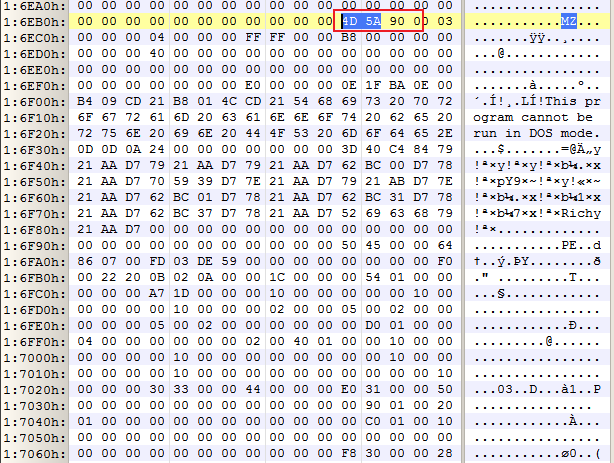 1:6EA0h: 00 00 00 00 00 00 00 00 00 00 00 00 00 00 00 00 ................
1:6EB0h: 00 00 00 00 00 00 00 00 00 00 00 4D 5A 90 00 03 ...........MZ...
1:6EC0h: 00 00 00 04 00 00 00 FF FF 00 00 B8 00 00 00 00 .......ÿÿ..¸....
1:6ED0h: 00 00 00 40 00 00 00 00 00 00 00 00 00 00 00 00 ...@............
1:6EE0h: 00 00 00 00 00 00 00 00 00 00 00 00 00 00 00 00 ................
1:6EF0h: 00 00 00 00 00 00 00 E0 00 00 00 0E 1F BA 0E 00 .......à.....º..
1:6F00h: B4 09 CD 21 B8 01 4C CD 21 54 68 69 73 20 70 72 ´.Í!¸.LÍ!This pr
1:6F10h: 6F 67 72 61 6D 20 63 61 6E 6E 6F 74 20 62 65 20 ogram cannot be
1:6F20h: 72 75 6E 20 69 6E 20 44 4F 53 20 6D 6F 64 65 2E run in DOS mode.
1:6F30h: 0D 0D 0A 24 00 00 00 00 00 00 00 3D 40 C4 84 79 ...$.......=@Ä„y
1:6F40h: 21 AA D7 79 21 AA D7 79 21 AA D7 62 BC 00 D7 78 !ª×y!ª×y!ª×b¼.×x
1:6F50h: 21 AA D7 70 59 39 D7 7E 21 AA D7 79 21 AB D7 7E !ª×pY9×~!ª×y!«×~
1:6F60h: 21 AA D7 62 BC 01 D7 78 21 AA D7 62 BC 31 D7 78 !ª×b¼.×x!ª×b¼1×x
1:6F70h: 21 AA D7 62 BC 37 D7 78 21 AA D7 52 69 63 68 79 !ª×b¼7×x!ª×Richy
1:6F80h: 21 AA D7 00 00 00 00 00 00 00 00 00 00 00 00 00 !ª×.............
1:6F90h: 00 00 00 00 00 00 00 00 00 00 00 50 45 00 00 64 ...........PE..d
1:6FA0h: 86 07 00 FD 03 DE 59 00 00 00 00 00 00 00 00 F0 †..ý.ÞY........ð
1:6FB0h: 00 22 20 0B 02 0A 00 00 1C 00 00 00 54 01 00 00 ." .........T...
1:6FC0h: 00 00 00 A7 1D 00 00 00 10 00 00 00 00 00 10 00 ...§............
1:6FD0h: 00 00 00 00 10 00 00 00 02 00 00 05 00 02 00 00 ................
1:6FE0h: 00 00 00 05 00 02 00 00 00 00 00 00 D0 01 00 00 ............Ð...
1:6FF0h: 04 00 00 00 00 00 00 02 00 40 01 00 00 10 00 00 .........@......
1:7000h: 00 00 00 00 10 00 00 00 00 00 00 00 00 10 00 00 ................
1:7010h: 00 00 00 00 10 00 00 00 00 00 00 00 00 00 00 10 ................
1:7020h: 00 00 00 30 33 00 00 44 00 00 00 E0 31 00 00 50 ...03..D...à1..P
1:7030h: 00 00 00 00 00 00 00 00 00 00 00 00 90 01 00 20 ...............
1:7040h: 01 00 00 00 00 00 00 00 00 00 00 00 C0 01 00 10 ............À...
1:7050h: 00 00 00 00 00 00 00 00 00 00 00 00 00 00 00 00 ................
1:7060h: 00 00 00 00 00 00 00 00 00 00 00 F8 30 00 00 28 ...........ø0..(